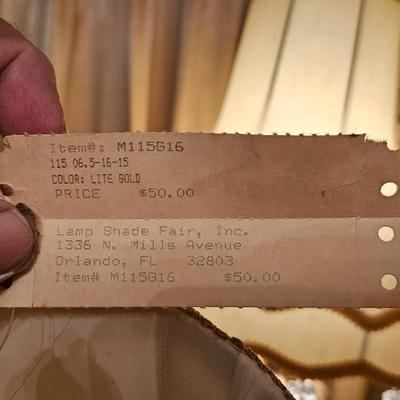 Item#: M115G16
115 06.5-16-15
COLOR: LITE GOLD
PRICE $50.00
Lamp Shade Fair, Inc.
1336 N. Mills Avenue
Orlando, FL 32803
Item# M115G16 $50.00